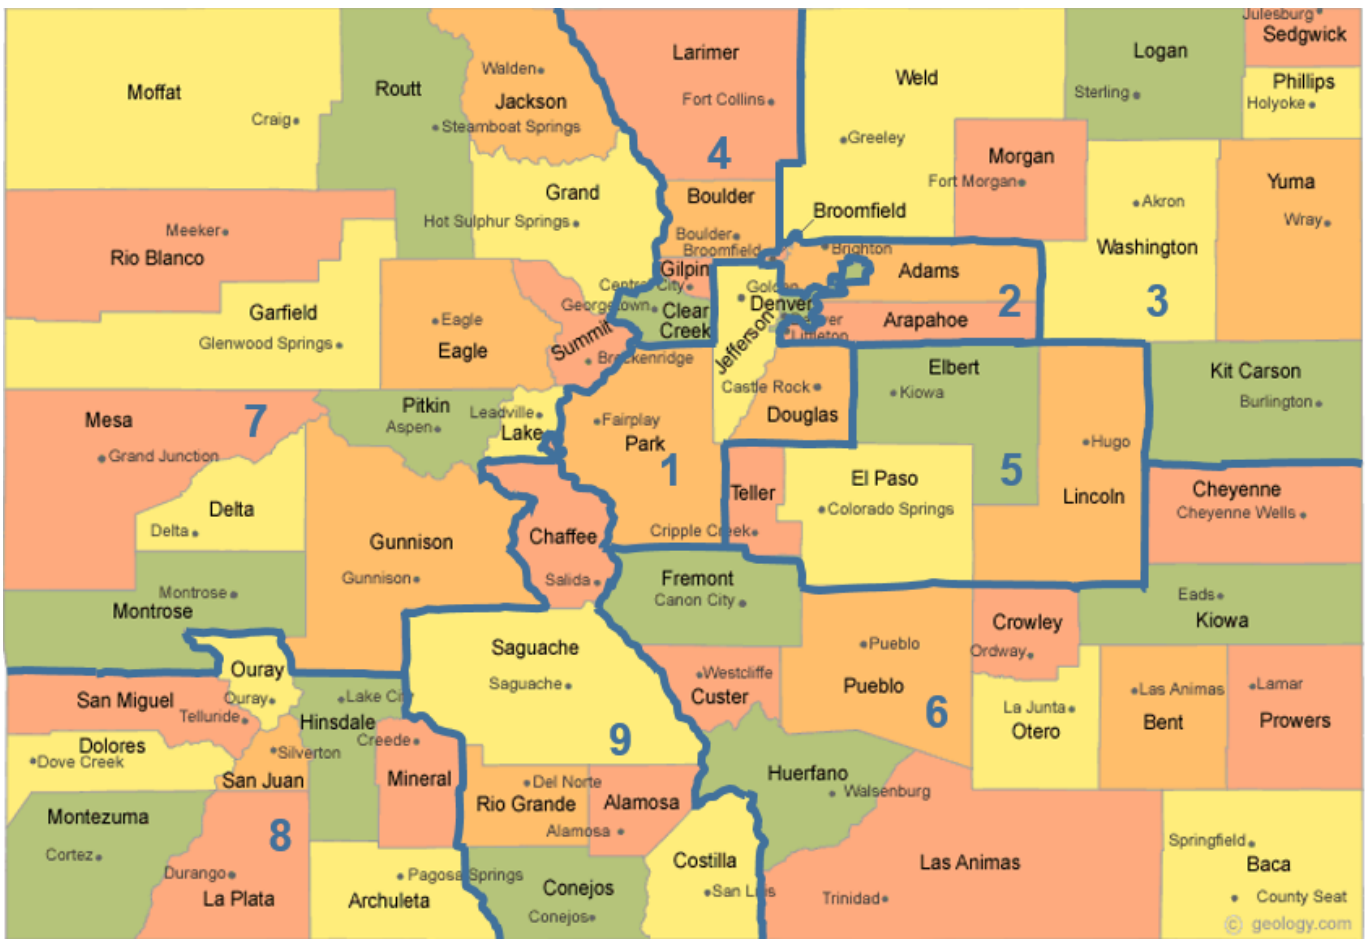 Julesburg
Sedgwick
Larimer
Logan
Walden
Moffat
Routt
Jackson
Weld
Phillips
Fort Collins
Sterling
Holyoke
Craig
Steamboat Springs
Greeley
4
Morgan
Grand
Boulder
Fort Morgan
Yuma
Hot Sulphur Springs
Broomfield
Akron
Wray
Meeker
Boulder
Broomfield
Brighton
Washington
Rio Blanco
Gilpin
Adams
Central City
Golden
Georgetown
Denver
2
3
Garfield
Clear
Creek
Arapahoe
Eagle
Glenwood Springs
Eagle
Summit
Jefferson
Littleton
Breckenridge
Elbert
Kit Carson
Castle Rock
Kiowa
Burlington
Mesa
7
Pitkin
Leadville
Aspen
Lake
Fairplay
Park
Douglas
Hugo
Grand Junction
1
5
El Paso
Teller
Lincoln
Cheyenne
Delta
Colorado Springs
Cheyenne Wells
Delta
Gunnison
Chaffee
Cripple Creek
Gunnison
Salida
Fremont
Canon City
Montrose
Montrose
Eads
Kiowa
Crowley
Saguache
Pueblo
Ordway
Ouray
Saguache
Westcliffe
Custer
Pueblo
Las Animas
Lamar
San Miguel
Ouray
Lake City
La Junta
Otero
Bent
Prowers
Telluride
Hinsdale
6
Dolores
Creede
9
Dove Creek
Silverton
San Juan
Mineral
Del Norte
Rio Grande
Alamosa
Huerfano
Walsenburg
Montezuma
8
Alamosa
Cortez
Costilla
Las Animas
Springfield
Baca
Durango
La Plata
Pagosa Springs
Archuleta
Conejos
San Luis
Conejos
Trinidad
County Seat
© geology.com